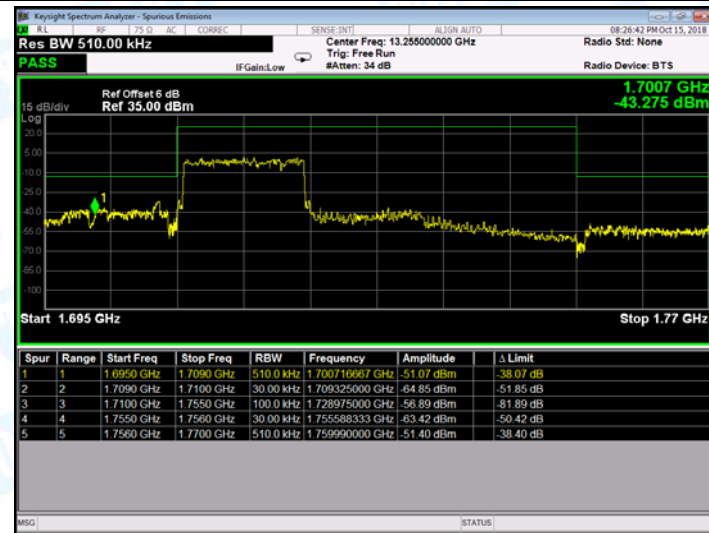 Keysight Spectrum Analyzer - Spurious Emissions
RL RF 75 Ω AC CORREC SENSE:INT ALIGN AUTO 08:26:42 PM Oct 15, 2018
Res BW 510.00 kHz Center Freq: 13.255000000 GHz Radio Std: None
Trig: Free Run
PASS IFGain:Low #Atten: 34 dB Radio Device: BTS
1.7007 GHz
-43.275 dBm
Ref Offset 6 dB
15 dB/div Ref 35.00 dBm
Log
20.0
5.00
-10.0
-25.0
-40.0
-55.0
-70.0
-85.0
-100
1
Start 1.695 GHz Stop 1.77 GHz
Spur Range Start Freq Stop Freq RBW Frequency Amplitude Δ Limit
1 1 1.6950 GHz 1.7090 GHz 510.0 kHz 1.700716667 GHz -51.07 dBm -38.07 dB
2 2 1.7090 GHz 1.7100 GHz 30.00 kHz 1.709325000 GHz -64.85 dBm -51.85 dB
3 3 1.7100 GHz 1.7550 GHz 100.0 kHz 1.728975000 GHz -56.89 dBm -81.89 dB
4 4 1.7550 GHz 1.7560 GHz 30.00 kHz 1.755588333 GHz -63.42 dBm -50.42 dB
5 5 1.7560 GHz 1.7700 GHz 510.0 kHz 1.759990000 GHz -51.40 dBm -38.40 dB
MSG STATUS